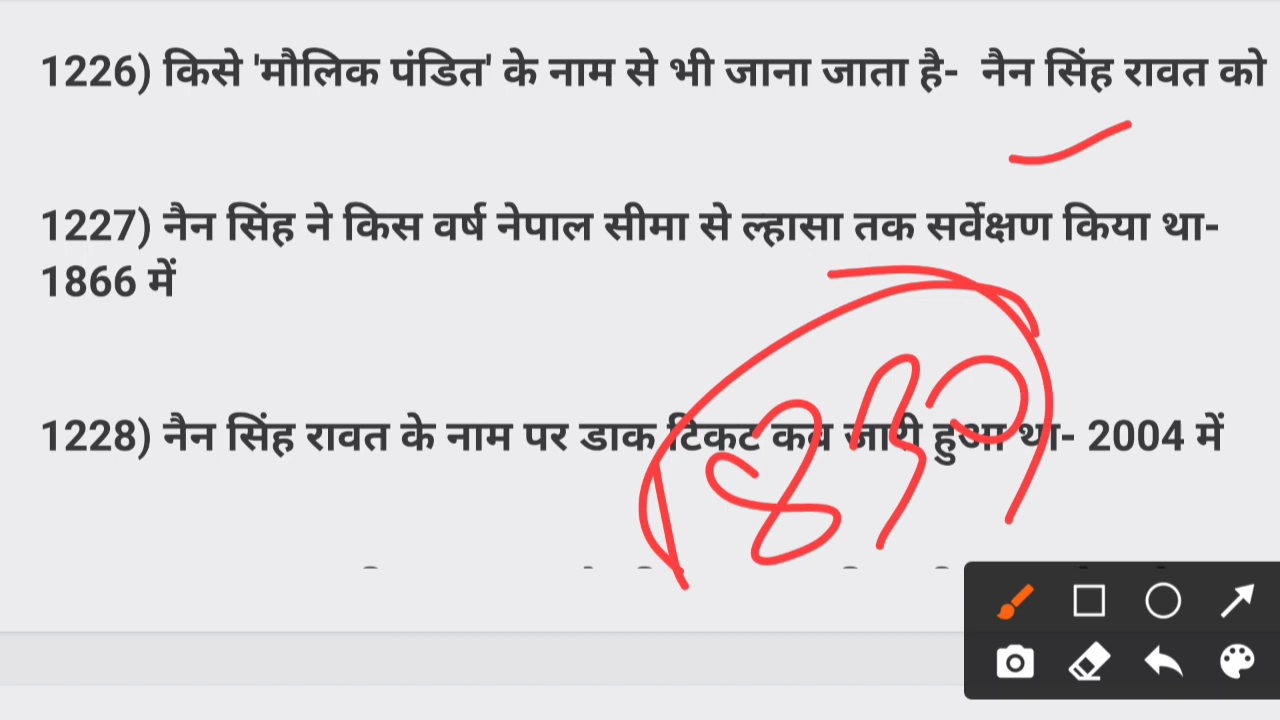 1226) किसे 'मौलिक पंडित' के नाम से भी जाना जाता है- नैन सिंह रावत को
1227) नैन सिंह ने किस वर्ष नेपाल सीमा से ल्हासा तक सर्वेक्षण किया था-
1866 में
1228) नैन सिंह रावत के नाम पर डाक टिकट कब जारी हुआ था- 2004 में